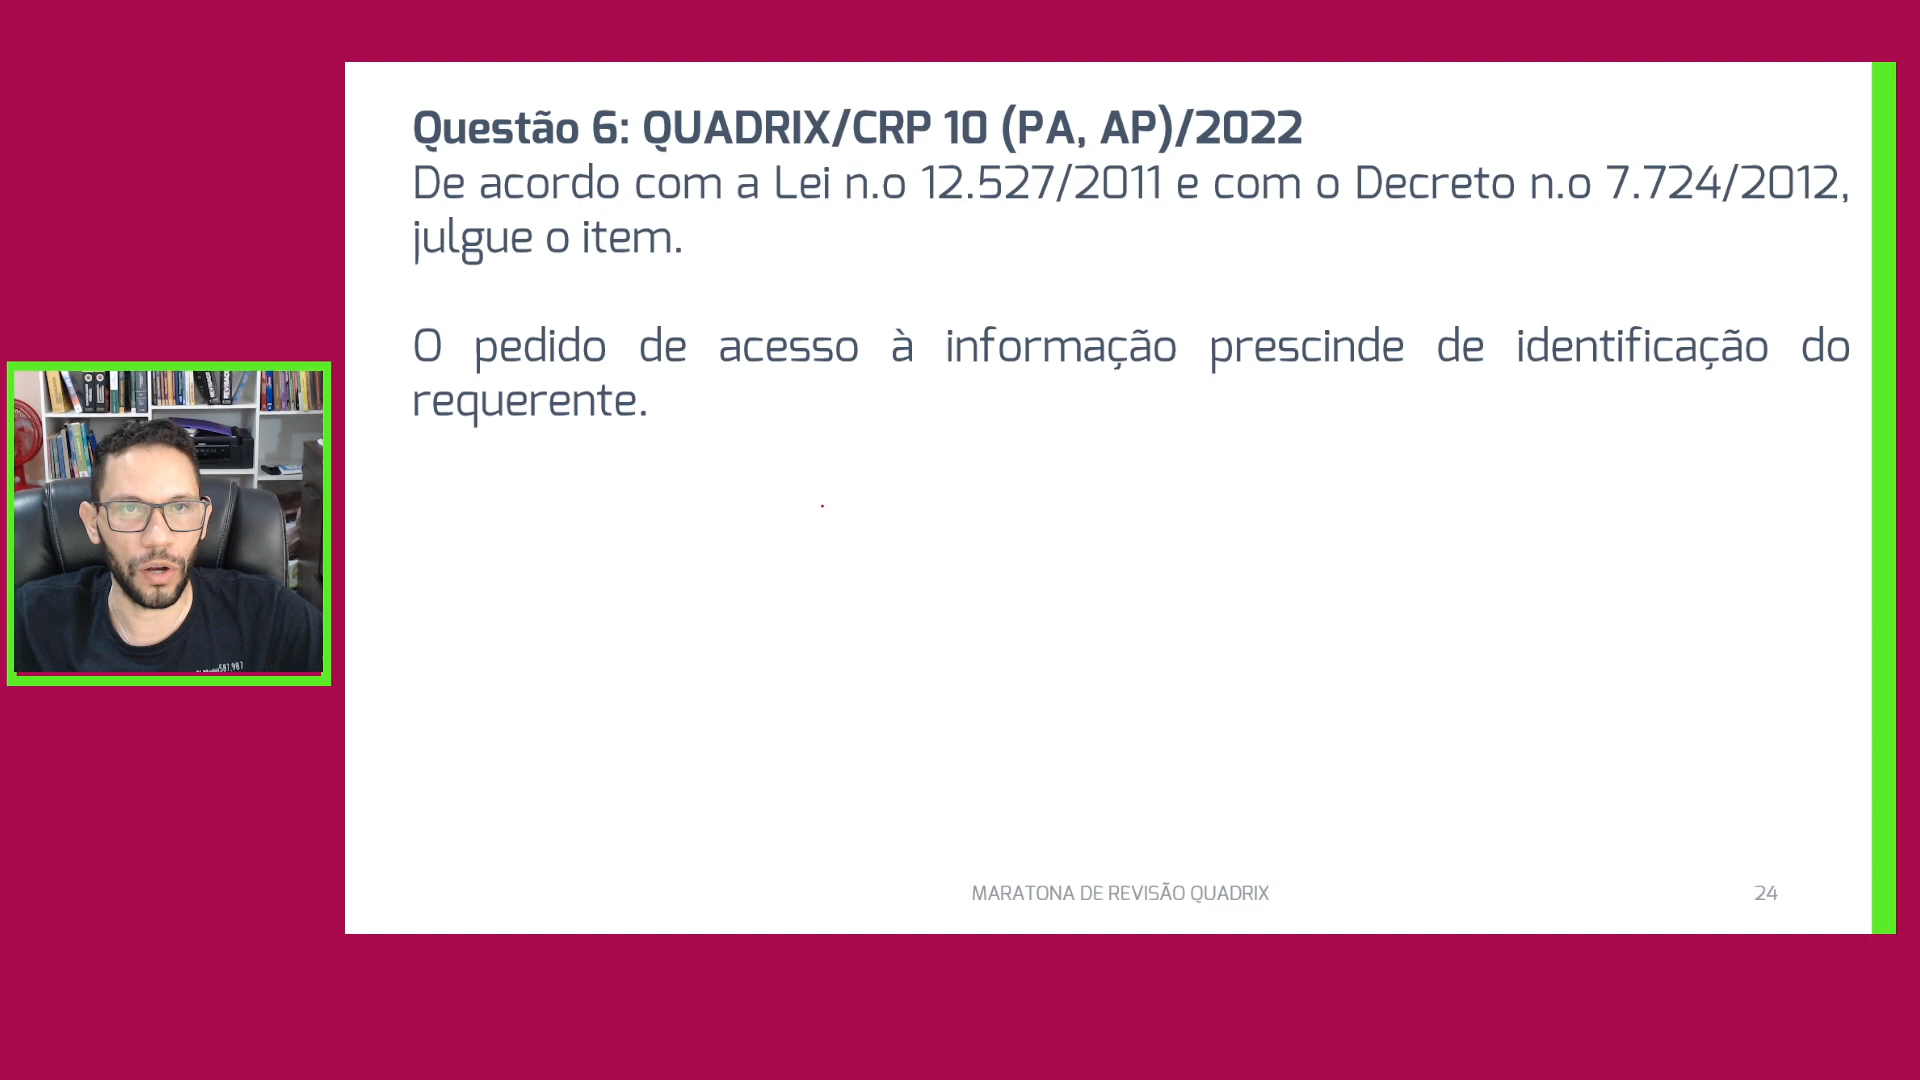 Questão 6: QUADRIX/CRP 10 (PA, AP)/2022
De acordo com a Lei n.o 12.527/2011 e com o Decreto n.o 7.724/2012,
julgue o item.
O pedido de acesso à informação prescinde de identificação do
requerente.
MARATONA DE REVISÃO QUADRIX
24